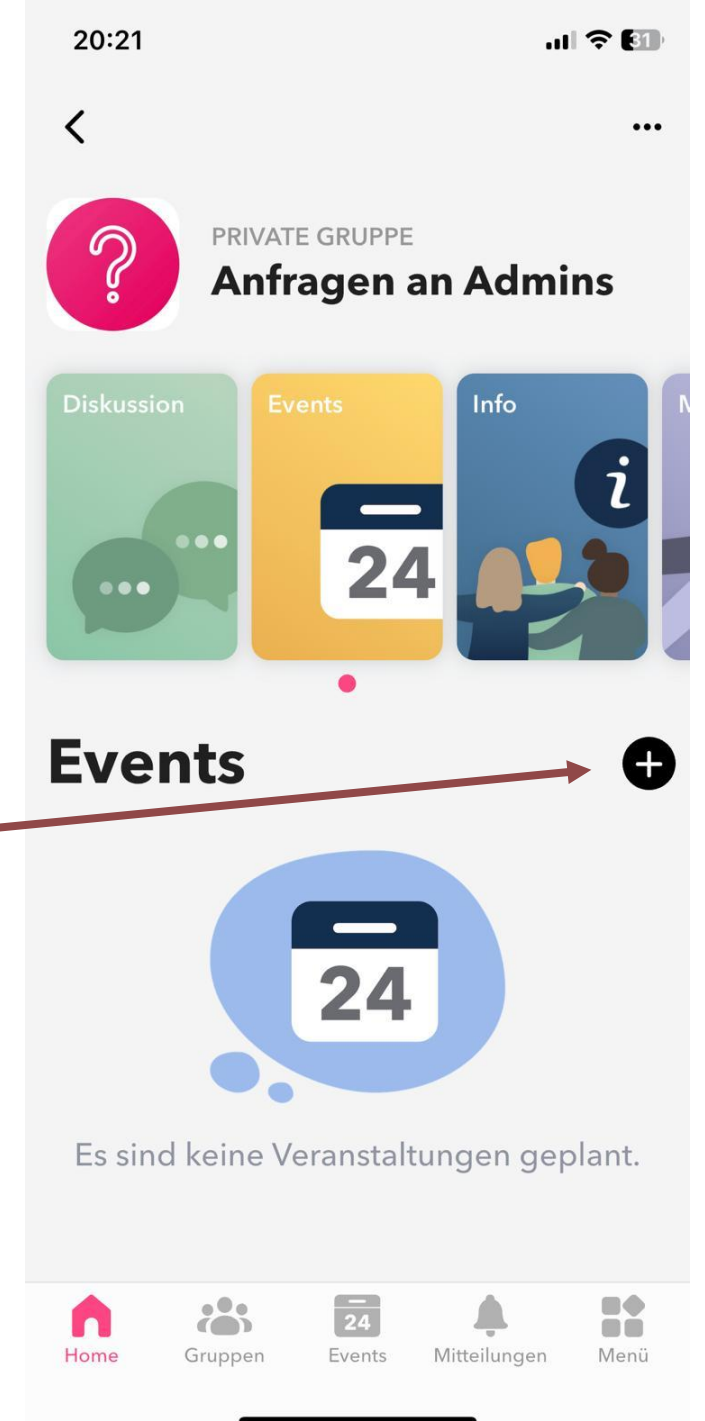 20:21
31
PRIVATE GRUPPE
Anfragen an Admins
Diskussion
Events
Info
24
i
Events
24
Es sind keine Veranstaltungen geplant.
24
Home
Gruppen
Events
Mitteilungen
Menü